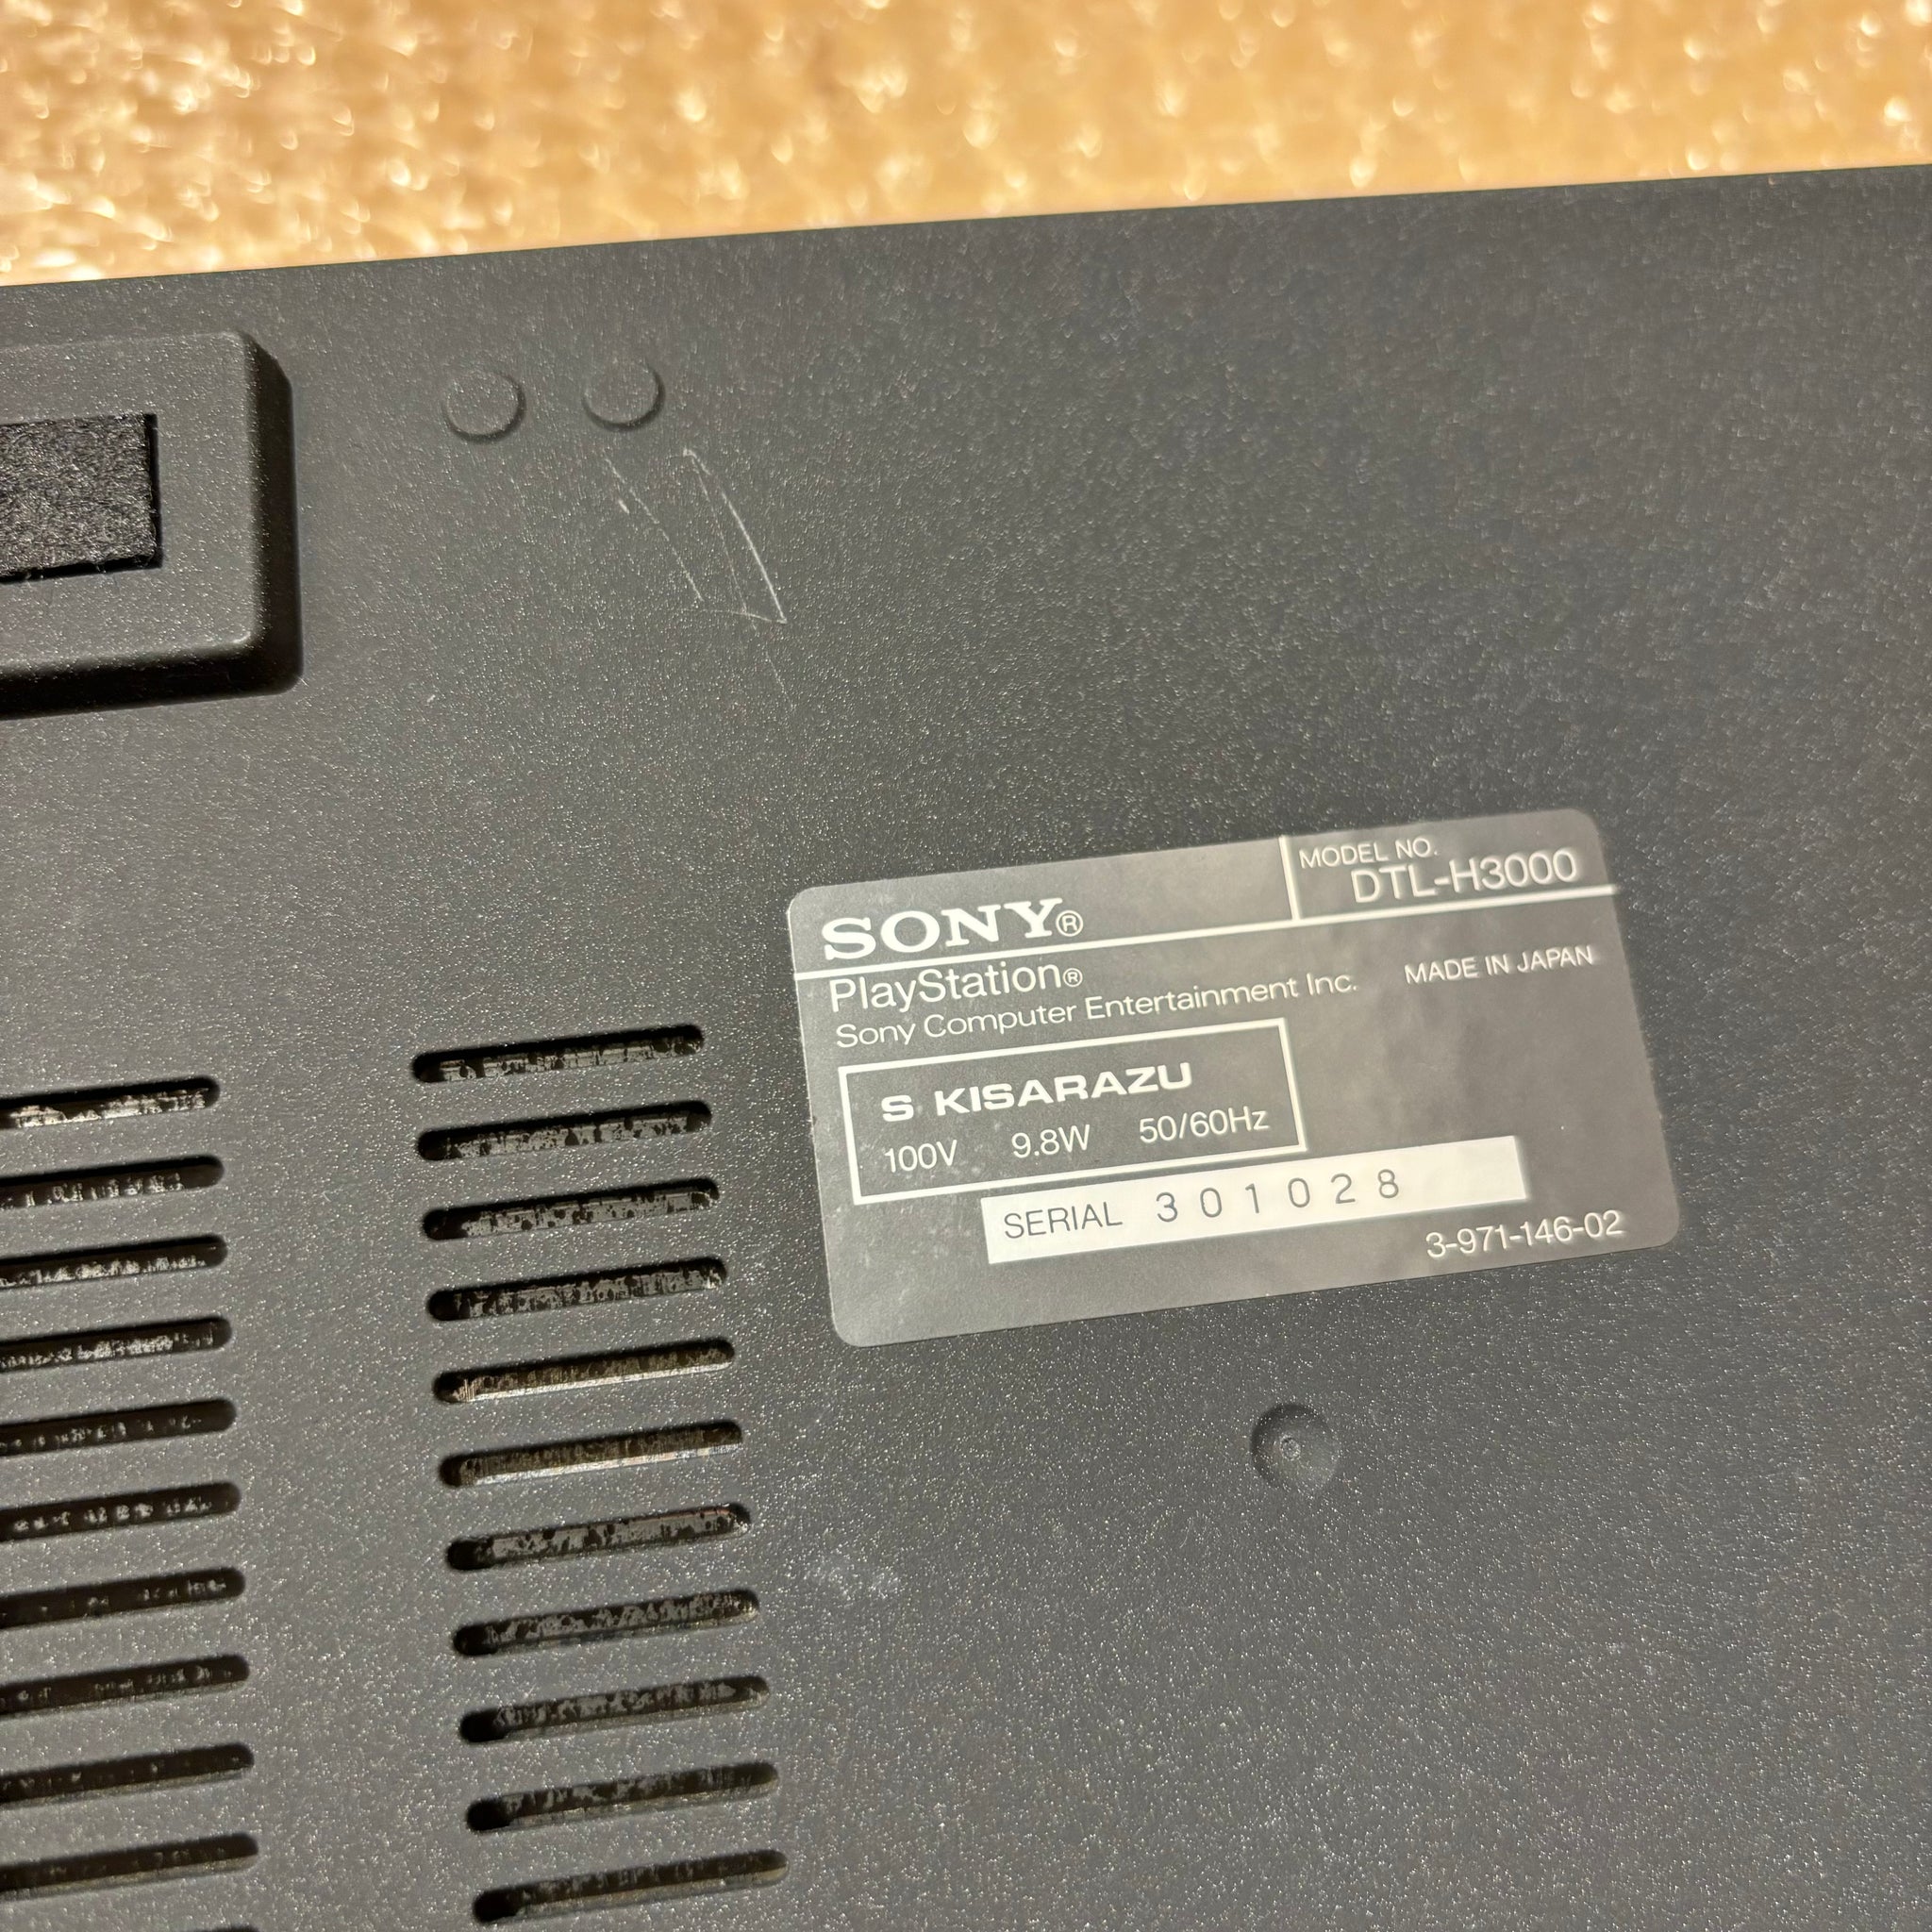 SONY®
MODEL NO.
DTL-H3000
PlayStation®
Sony Computer Entertainment Inc.
MADE IN JAPAN
S KISARAZU
100V 9.8W 50/60Hz
SERIAL 301028
3-971-146-02